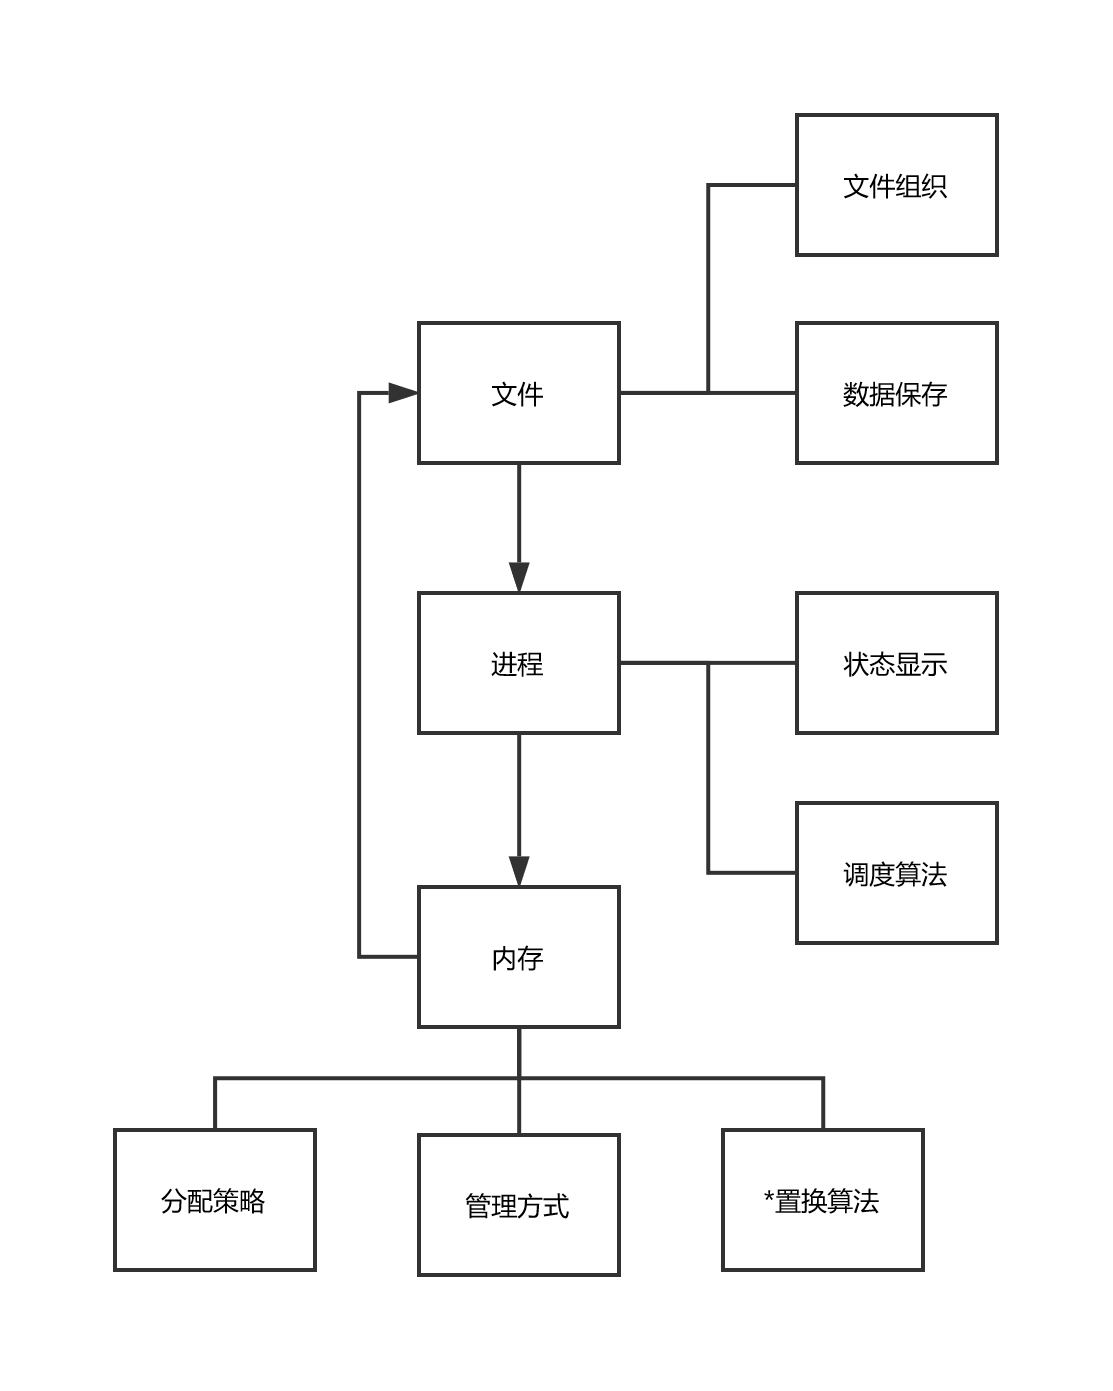 文件组织
文件
数据保存
进程
状态显示
调度算法
内存
分配策略
管理方式
*置换算法